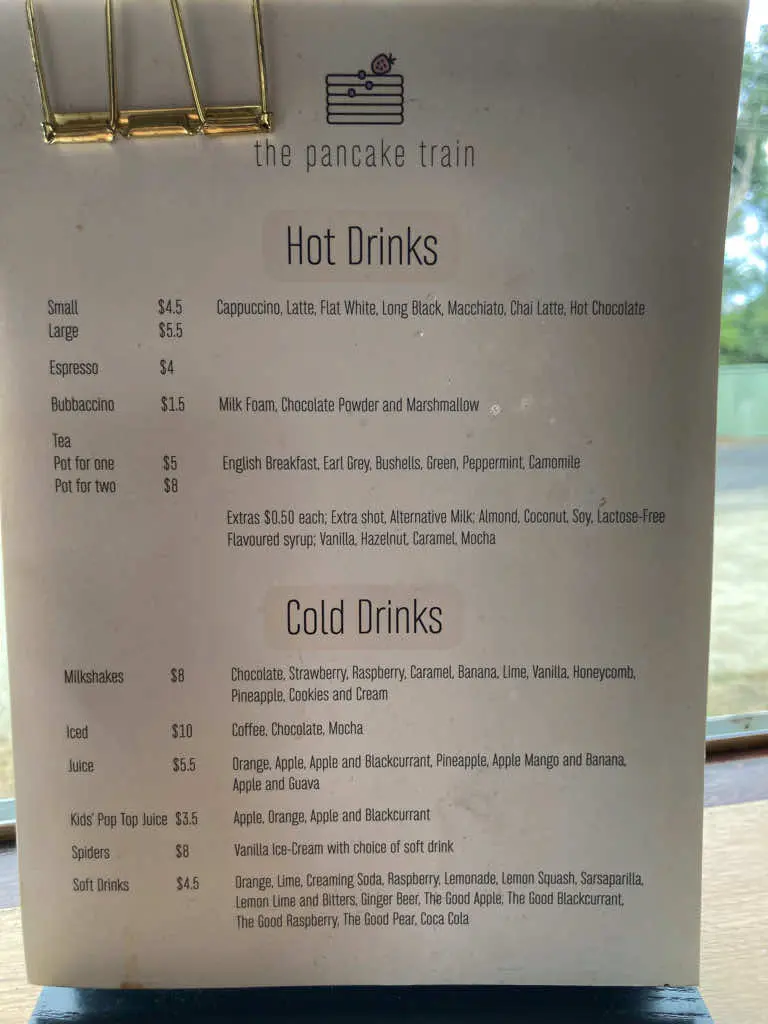 the pancake train
Hot Drinks
Small $4.5 Cappuccino, Latte, Flat White, Long Black, Macchiato, Chai Latte, Hot Chocolate
Large $5.5
Espresso $4
Bubbaccino $1.5 Milk Foam, Chocolate Powder and Marshmallow
Tea
Pot for one $5 English Breakfast, Earl Grey, Bushells, Green, Peppermint, Camomile
Pot for two $8
Extras $0.50 each; Extra shot, Alternative Milk: Almond, Coconut, Soy, Lactose-Free
Flavoured syrup; Vanilla, Hazelnut, Caramel, Mocha
Cold Drinks
Milkshakes $8 Chocolate, Strawberry, Raspberry, Caramel, Banana, Lime, Vanilla, Honeycomb,
Pineapple, Cookies and Cream
Iced $10 Coffee, Chocolate, Mocha
Juice $5.5 Orange, Apple, Apple and Blackcurrant, Pineapple, Apple Mango and Banana,
Apple and Guava
Kids' Pop Top Juice $3.5 Apple, Orange, Apple and Blackcurrant
Spiders $8 Vanilla Ice-Cream with choice of soft drink
Soft Drinks $4.5 Orange, Lime, Creaming Soda, Raspberry, Lemonade, Lemon Squash, Sarsaparilla,
Lemon Lime and Bitters, Ginger Beer, The Good Apple, The Good Blackcurrant,
The Good Raspberry, The Good Pear, Coca Cola